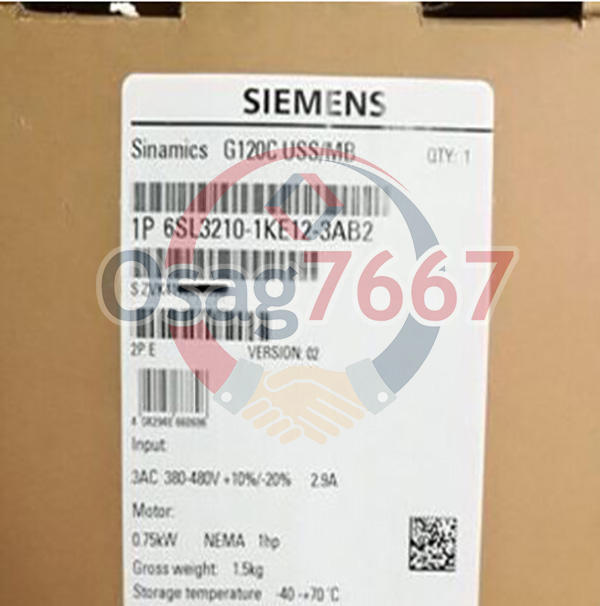 SIEMENS
Sinamics G120C USS/MB QTY: 1
1P 6SL3210-1KE12-3AB2
Osag7667
S ZVK
2P E VERSION: 02
Input:
3AC 380-480V +10%/-20% 2.9A
Motor:
0.75kW NEMA 1hp
Gross weight: 1.5kg
Storage temperature -40 -+70 °C